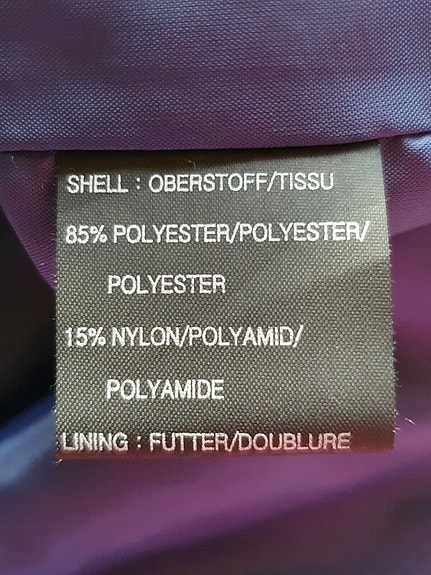 SHELL : OBERSTOFF/TISSU
85% POLYESTER/POLYESTER/
POLYESTER
15% NYLON/POLYAMID/
POLYAMIDE
LINING : FUTTER/DOUBLURE